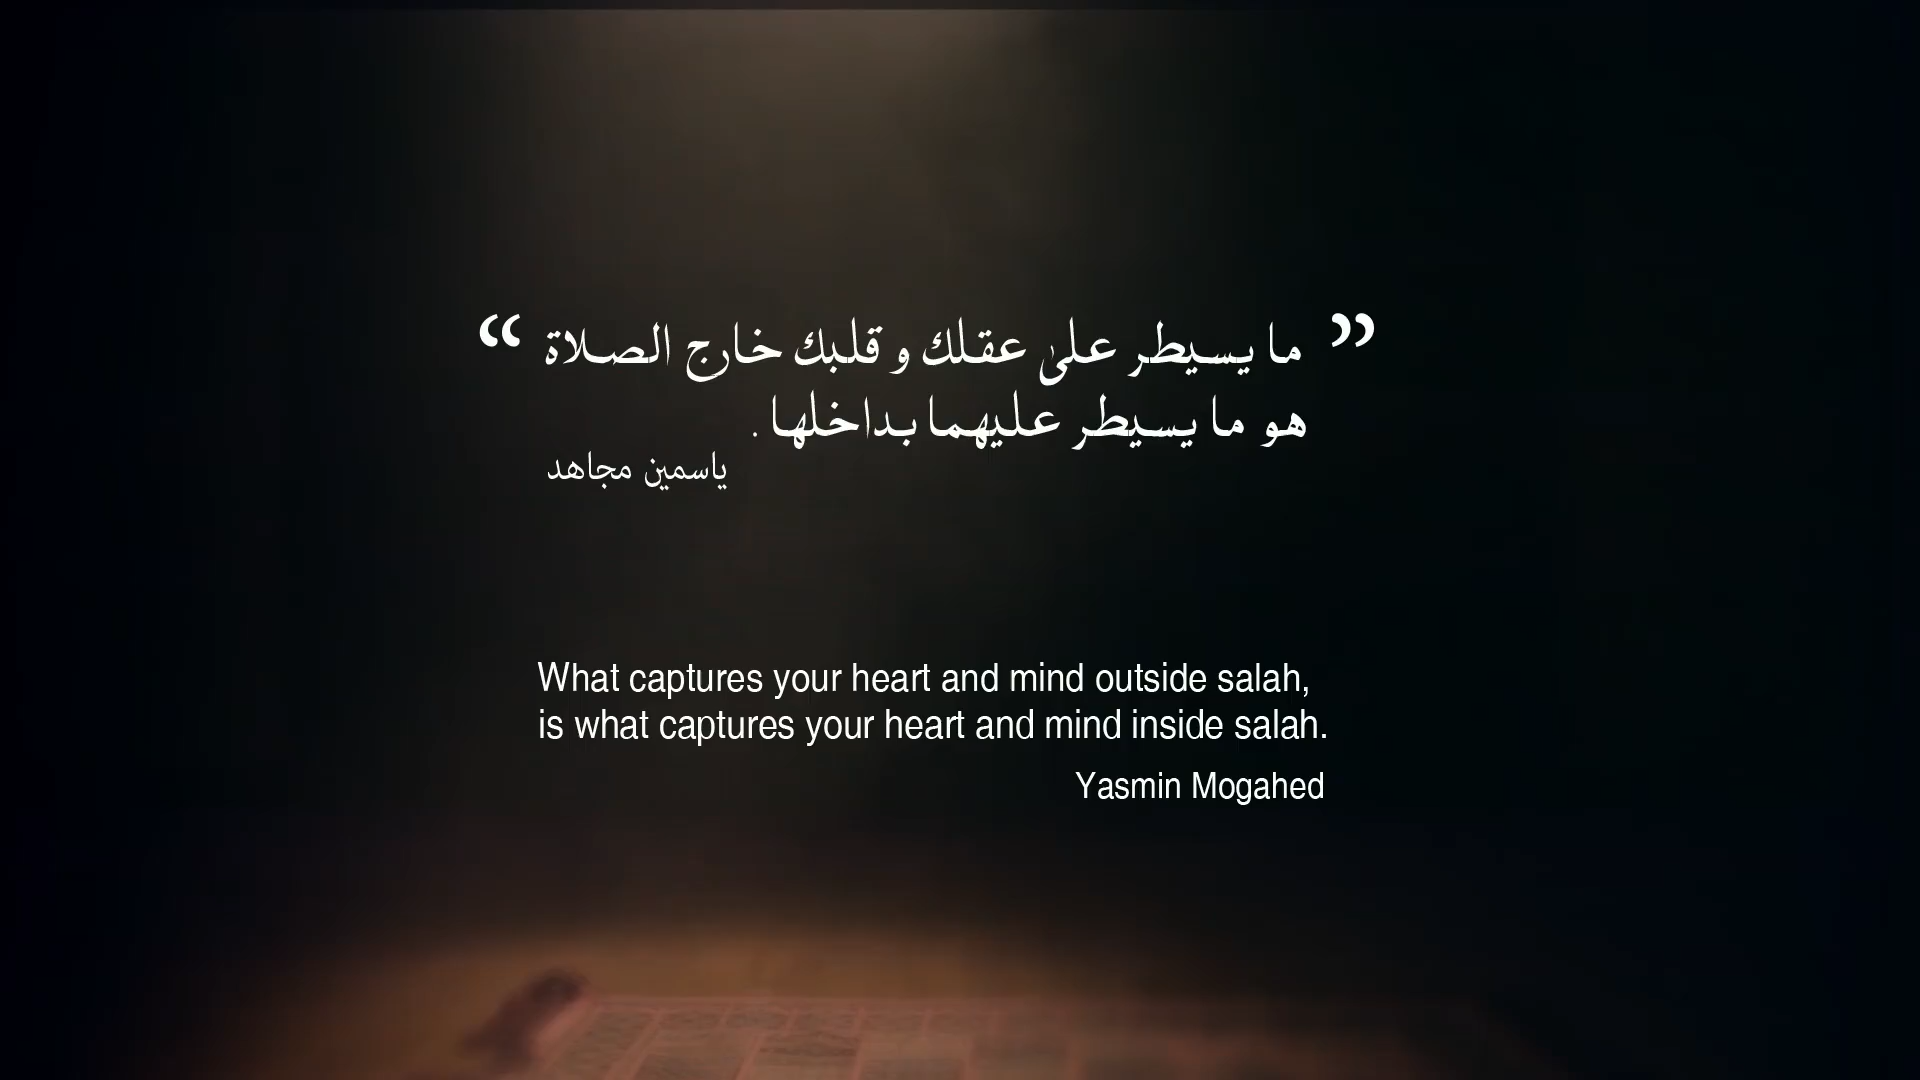 ” ما يسيطر على عقلك و قلبك خارج الصلاة “
هو ما يسيطر عليهما بداخلها .
ياسمين مجاهد
What captures your heart and mind outside salah,
is what captures your heart and mind inside salah.
Yasmin Mogahed